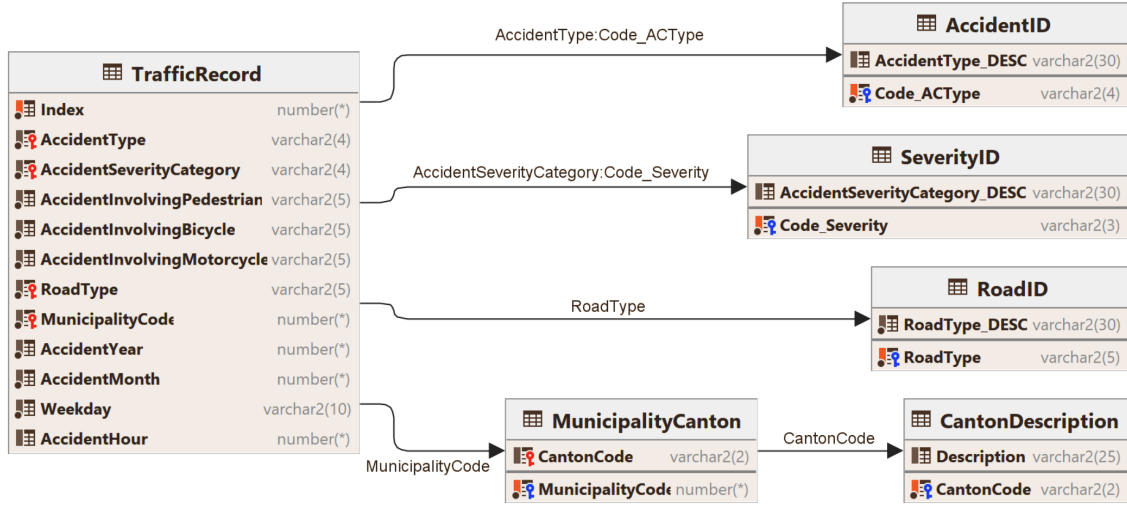 TrafficRecord
Index number(*)
AccidentType varchar2(4)
AccidentSeverityCategory varchar2(4)
AccidentInvolvingPedestrian varchar2(5)
AccidentInvolvingBicycle varchar2(5)
AccidentInvolvingMotorcycle varchar2(5)
RoadType varchar2(5)
MunicipalityCode number(*)
AccidentYear number(*)
AccidentMonth number(*)
Weekday varchar2(10)
AccidentHour number(*)
AccidentType:Code_ACType
AccidentID
AccidentType_DESC varchar2(30)
Code_ACType varchar2(4)
AccidentSeverityCategory:Code_Severity
SeverityID
AccidentSeverityCategory_DESC varchar2(30)
Code_Severity varchar2(3)
RoadType
RoadID
RoadType_DESC varchar2(30)
RoadType varchar2(5)
MunicipalityCode
MunicipalityCanton
CantonCode varchar2(2)
MunicipalityCode number(*)
CantonCode
CantonDescription
Description varchar2(25)
CantonCode varchar2(2)